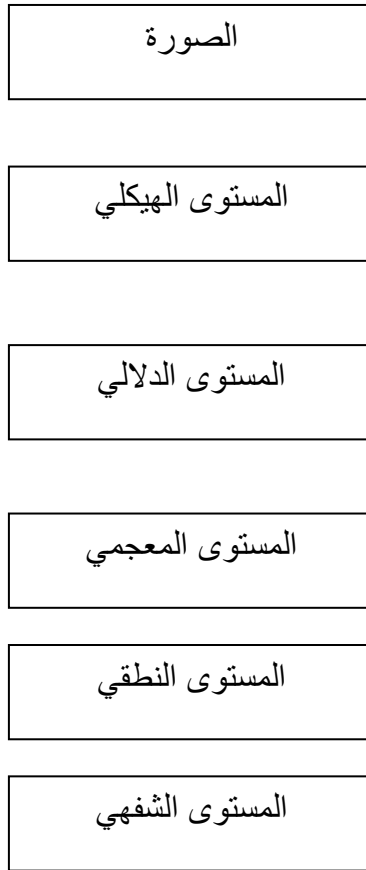 الصورة
المستوى الهيكلي
المستوى الدلالي
المستوى المعجمي
المستوى النطقي
المستوى الشفهي